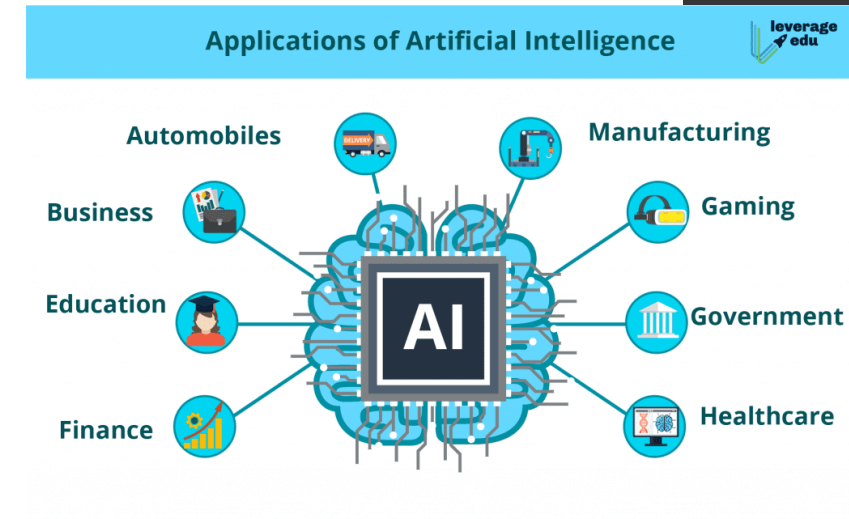 Applications of Artificial Intelligence
leverage
edu
Automobiles
DELIVERY
Manufacturing
Business
Gaming
Education
AI
Government
Finance
Healthcare